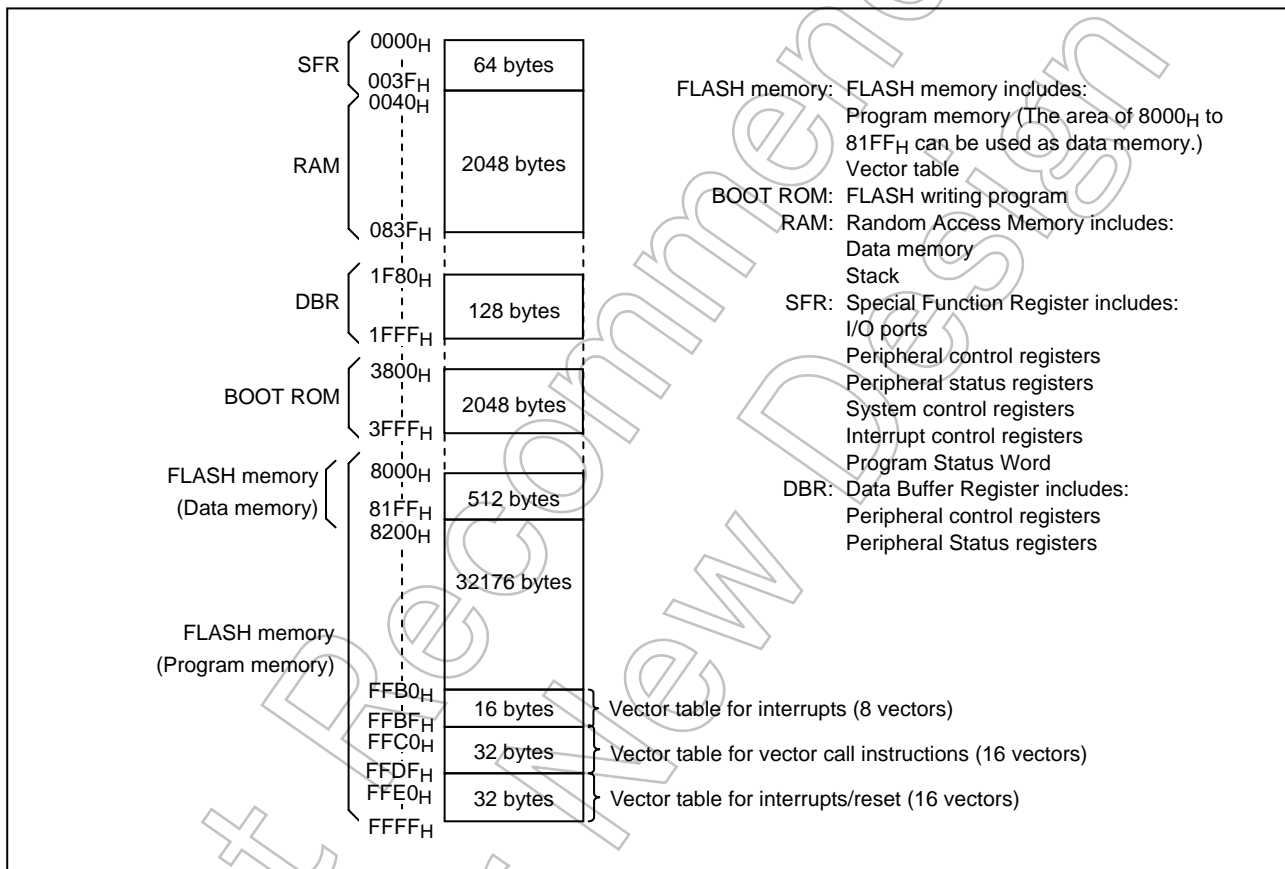 SFR
0000H
003FH
64 bytes
RAM
0040H
083FH
2048 bytes
DBR
1F80H
1FFFH
128 bytes
BOOT ROM
3800H
3FFFH
2048 bytes
FLASH memory
(Data memory)
8000H
81FFH
512 bytes
8200H
32176 bytes
FLASH memory
(Program memory)
FFB0H
FFBFH
16 bytes
Vector table for interrupts (8 vectors)
FFC0H
FFDFH
32 bytes
Vector table for vector call instructions (16 vectors)
FFE0H
FFFFH
32 bytes
Vector table for interrupts/reset (16 vectors)
FLASH memory: FLASH memory includes:
Program memory (The area of 8000H to
81FFH can be used as data memory.)
Vector table
BOOT ROM: FLASH writing program
RAM: Random Access Memory includes:
Data memory
Stack
SFR: Special Function Register includes:
I/O ports
Peripheral control registers
Peripheral status registers
System control registers
Interrupt control registers
Program Status Word
DBR: Data Buffer Register includes:
Peripheral control registers
Peripheral Status registers
t Recommen
New Design